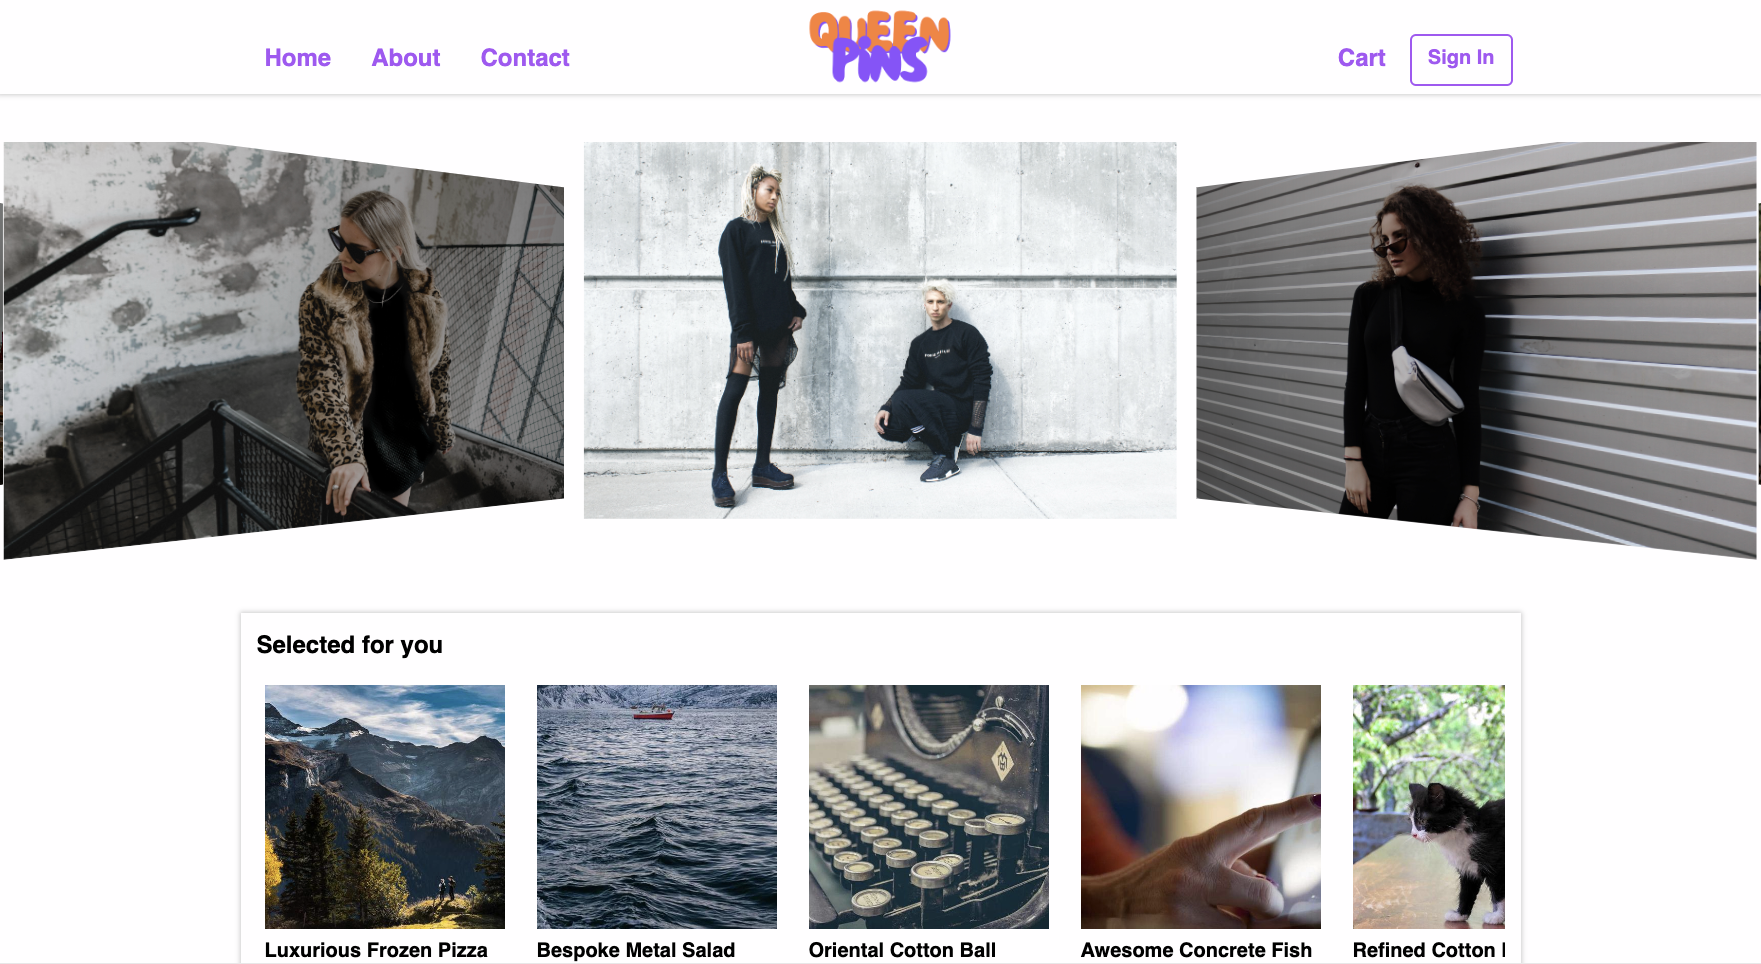 Home
About
Contact
QUEEN
PiNS
Cart
Sign In
Selected for you
Luxurious Frozen Pizza
Bespoke Metal Salad
Oriental Cotton Ball
Awesome Concrete Fish
Refined Cotton